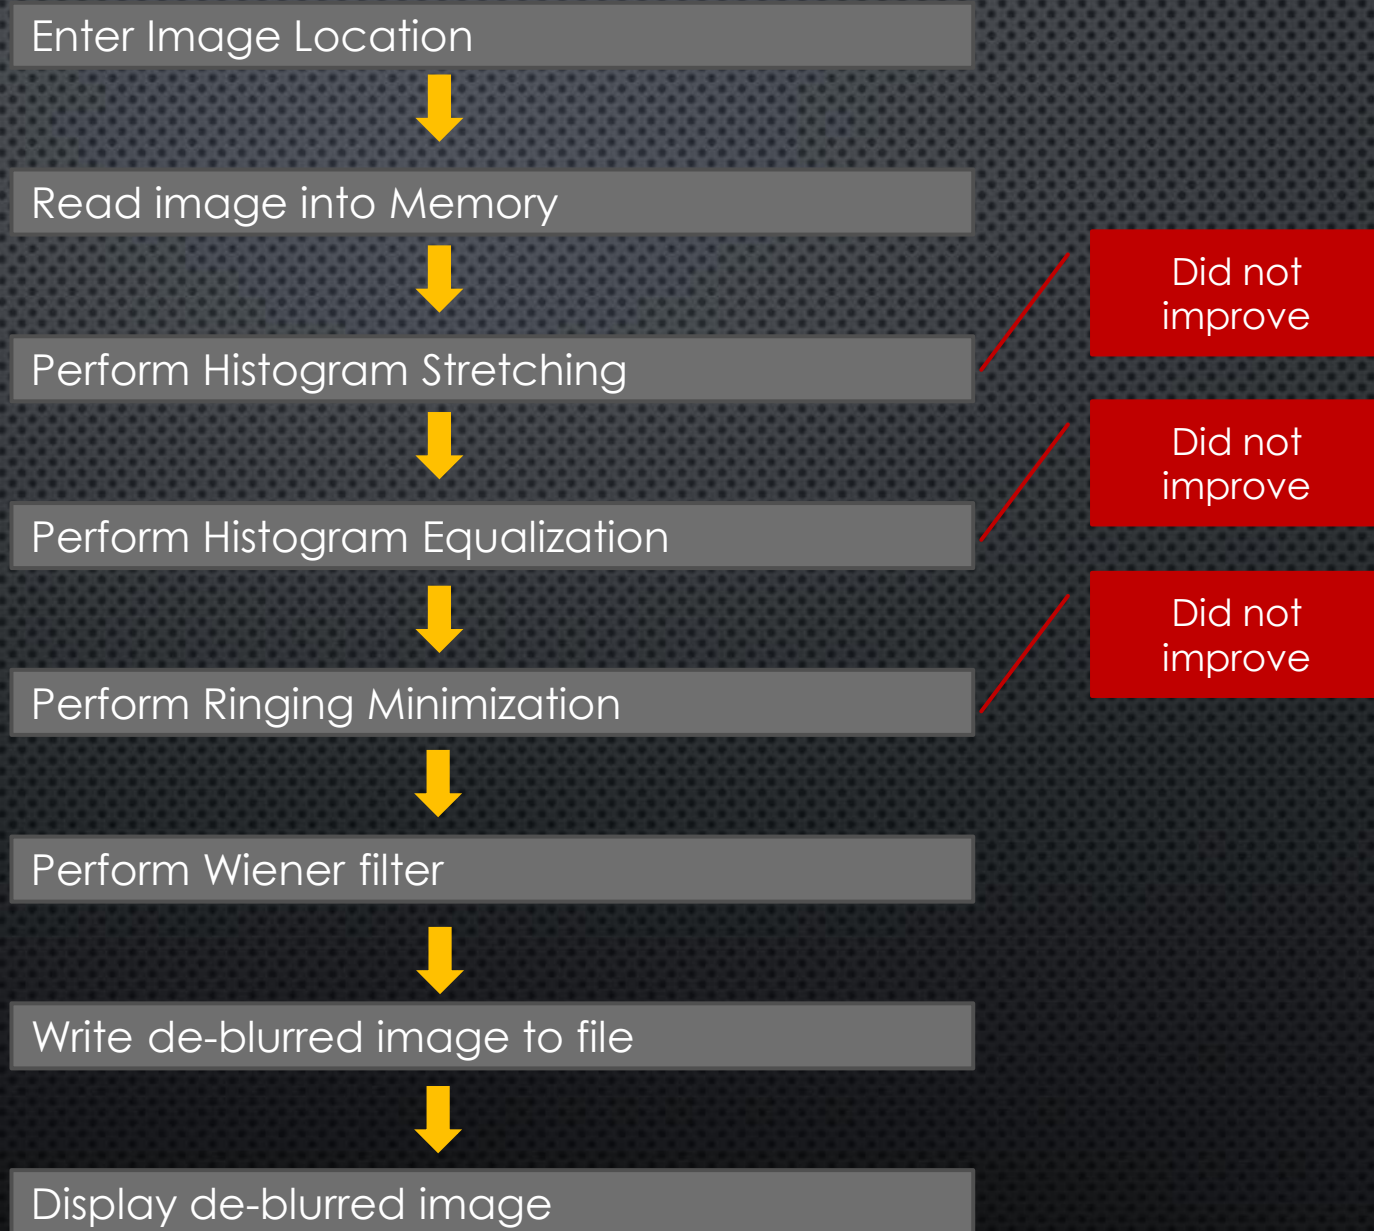 Enter Image Location
Read image into Memory
Did not
improve
Perform Histogram Stretching
Did not
improve
Perform Histogram Equalization
Did not
improve
Perform Ringing Minimization
Perform Wiener filter
Write de-blurred image to file
Display de-blurred image